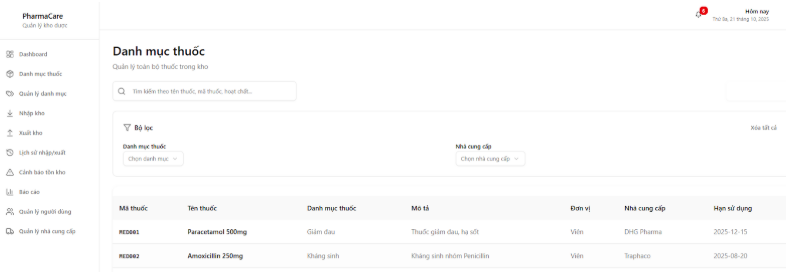 PharmaCare
Quản lý kho dược
6
Hôm nay
Thứ Ba, 21 tháng 10, 2025
Dashboard
Danh mục thuốc
Quản lý danh mục
Nhập kho
Xuất kho
Lịch sử nhập/xuất
Cảnh báo tồn kho
Báo cáo
Quản lý người dùng
Quản lý nhà cung cấp
Danh mục thuốc
Quản lý toàn bộ thuốc trong kho
Tìm kiếm theo tên thuốc, mã thuốc, hoạt chất...
Bộ lọc
Xóa tất cả
Danh mục thuốc
Nhà cung cấp
Chọn danh mục
Chọn nhà cung cấp
Mã thuốc Tên thuốc Danh mục thuốc Mô tả Đơn vị Nhà cung cấp Hạn sử dụng
MED001 Paracetamol 500mg Giảm đau Thuốc giảm đau, hạ sốt Viên DHG Pharma 2025-12-15
MED002 Amoxicillin 250mg Kháng sinh Kháng sinh nhóm Penicillin Viên Traphaco 2025-08-20